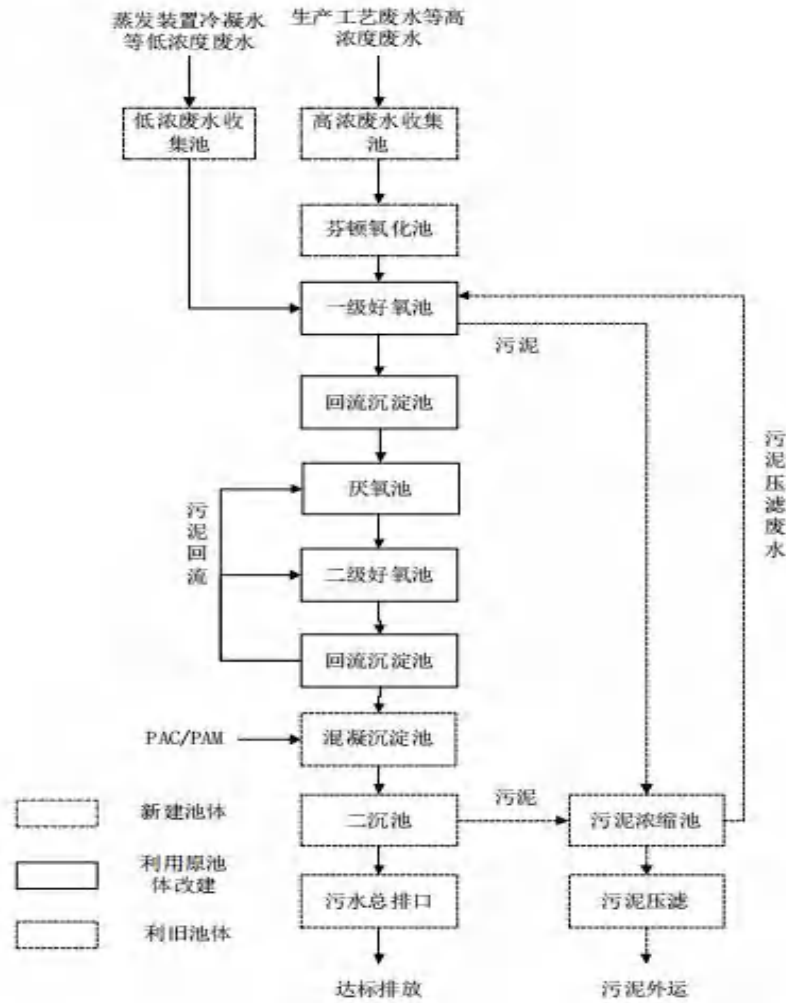 蒸发装置冷凝水
等低浓度废水
生产工艺废水等高
浓度废水
低浓废水收
集池
高浓废水收集
池
芬顿氧化池
一级好氧池
污泥
回流沉淀池
厌氧池
污泥回流
二级好氧池
回流沉淀池
污泥压滤废水
PAC/PAM
混凝沉淀池
新建池体
二沉池
污泥
污泥浓缩池
利用原池
体改建
污水总排口
污泥压滤
利旧池体
达标排放
污泥外运